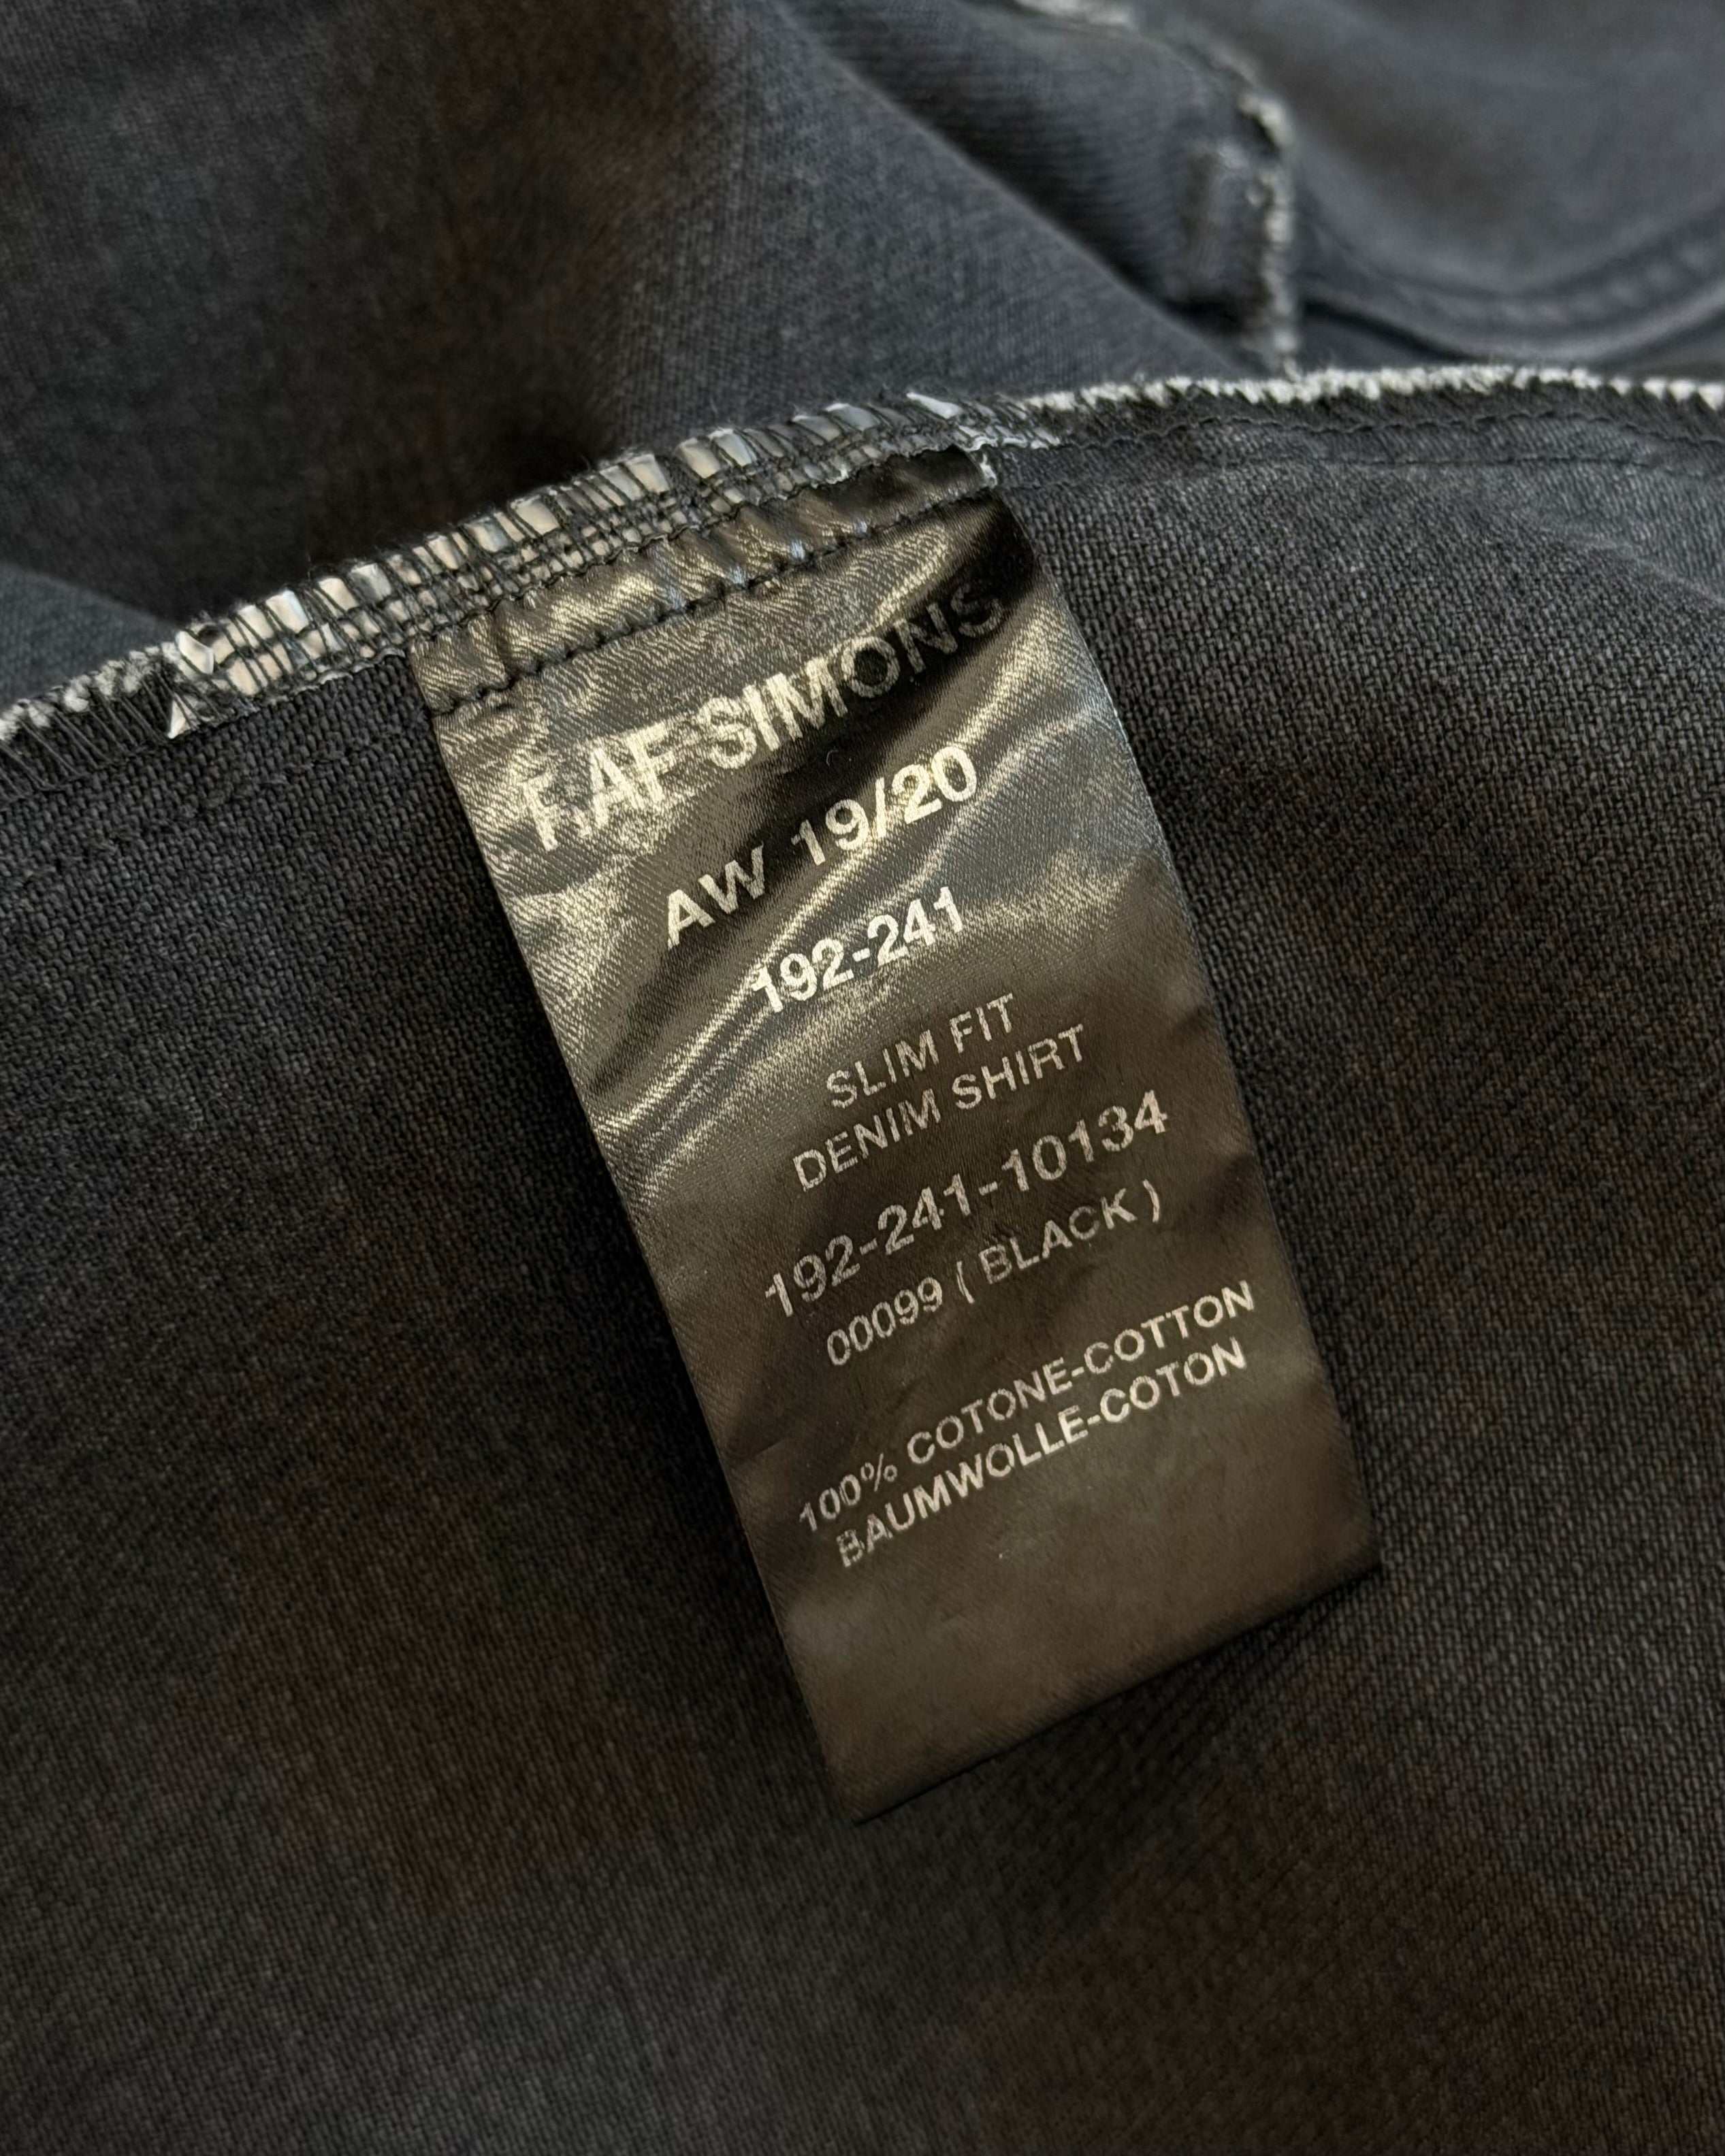 RAF SIMONS
AW 19/20
192-241
SLIM FIT
DENIM SHIRT
192-241-10134
00099 ( BLACK )
100% COTONE-COTTON
BAUMWOLLE-COTON